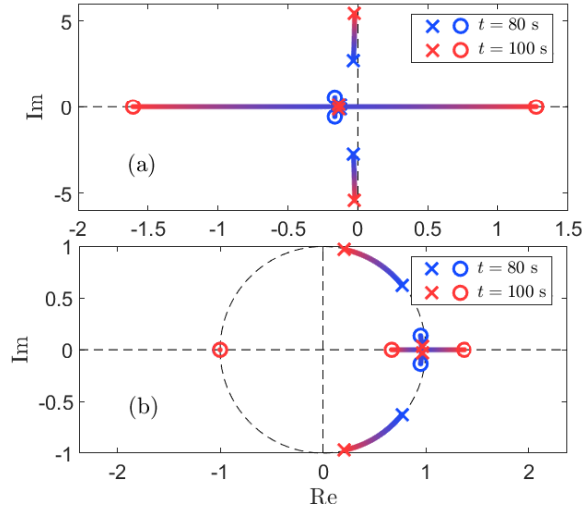 5
0
-5
Im
t = 80 s
t = 100 s
(a)
-2 -1.5 -1 -0.5 0 0.5 1 1.5
1
0.5
0
-0.5
-1
Im
t = 80 s
t = 100 s
(b)
-2 -1 0 1 2
Re